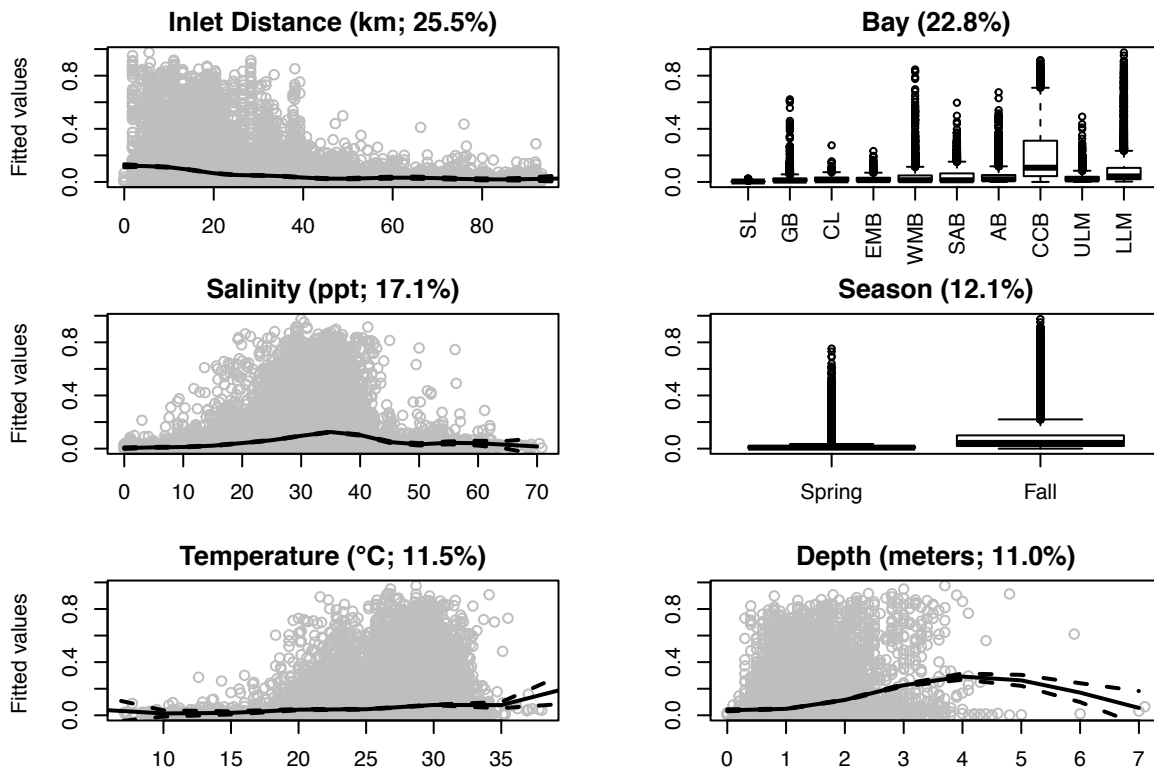 Inlet Distance (km; 25.5%)
Fitted values
0.0 0.4 0.8
0 20 40 60 80
Bay (22.8%)
0.0 0.4 0.8
SL GB CL EMB WMB SAB AB CCB ULM LLM
Salinity (ppt; 17.1%)
Fitted values
0.0 0.4 0.8
0 10 20 30 40 50 60 70
Season (12.1%)
0.0 0.4 0.8
Spring Fall
Temperature (°C; 11.5%)
Fitted values
0.0 0.4 0.8
10 15 20 25 30 35
Depth (meters; 11.0%)
0.0 0.4 0.8
0 1 2 3 4 5 6 7